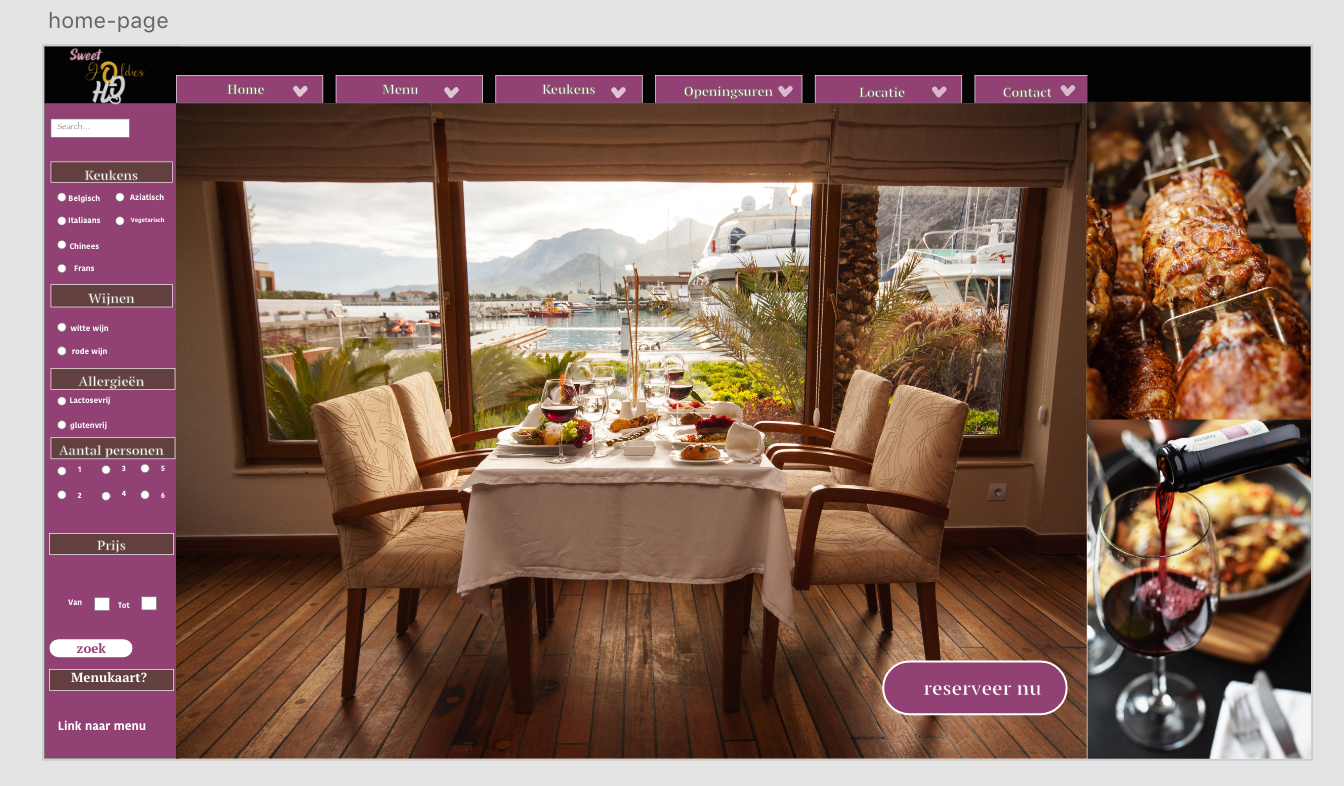 home-page
Sweet
Goldies
HQ
Home
Menu
Keukens
Openingsuren
Locatie
Contact
Search...
Keukens
Belgisch
Aziatisch
Italiaans
Vegetarisch
Chinees
Frans
Wijnen
witte wijn
rode wijn
Allergieën
Lactosevrij
glutenvrij
Aantal personen
1 3 5
2 4 6
Prijs
Van Tot
zoek
Menukaart?
Link naar menu
reserveer nu